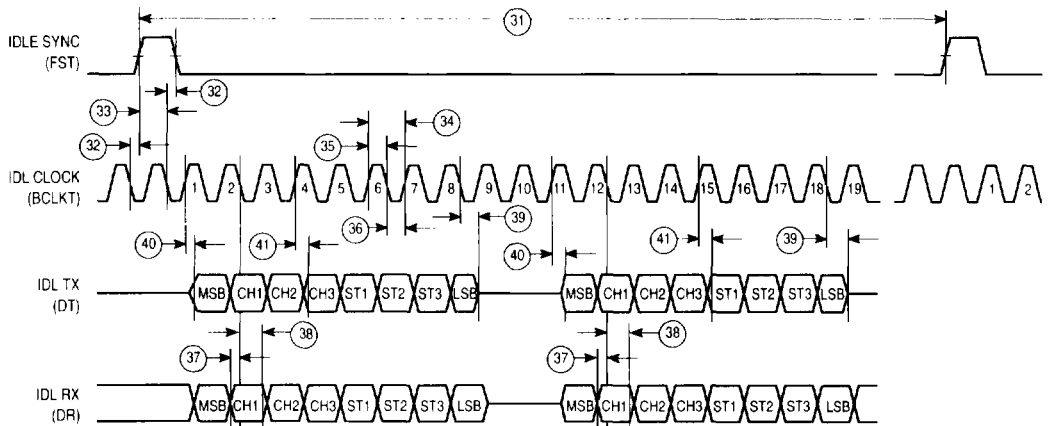 31
IDLE SYNC
(FST)
32
33
34
32
35
IDL CLOCK
(BCLKT)
1 2 3 4 5 6 7 8 9 10 11 12 13 14 15 16 17 18 19 1 2
36
39
40
41
40
41
39
IDL TX
(DT)
MSB CH1 CH2 CH3 ST1 ST2 ST3 LSB MSB CH1 CH2 CH3 ST1 ST2 ST3 LSB
38
38
37
37
IDL RX
(DR)
MSB CH1 CH2 CH3 ST1 ST2 ST3 LSB MSB CH1 CH2 CH3 ST1 ST2 ST3 LSB